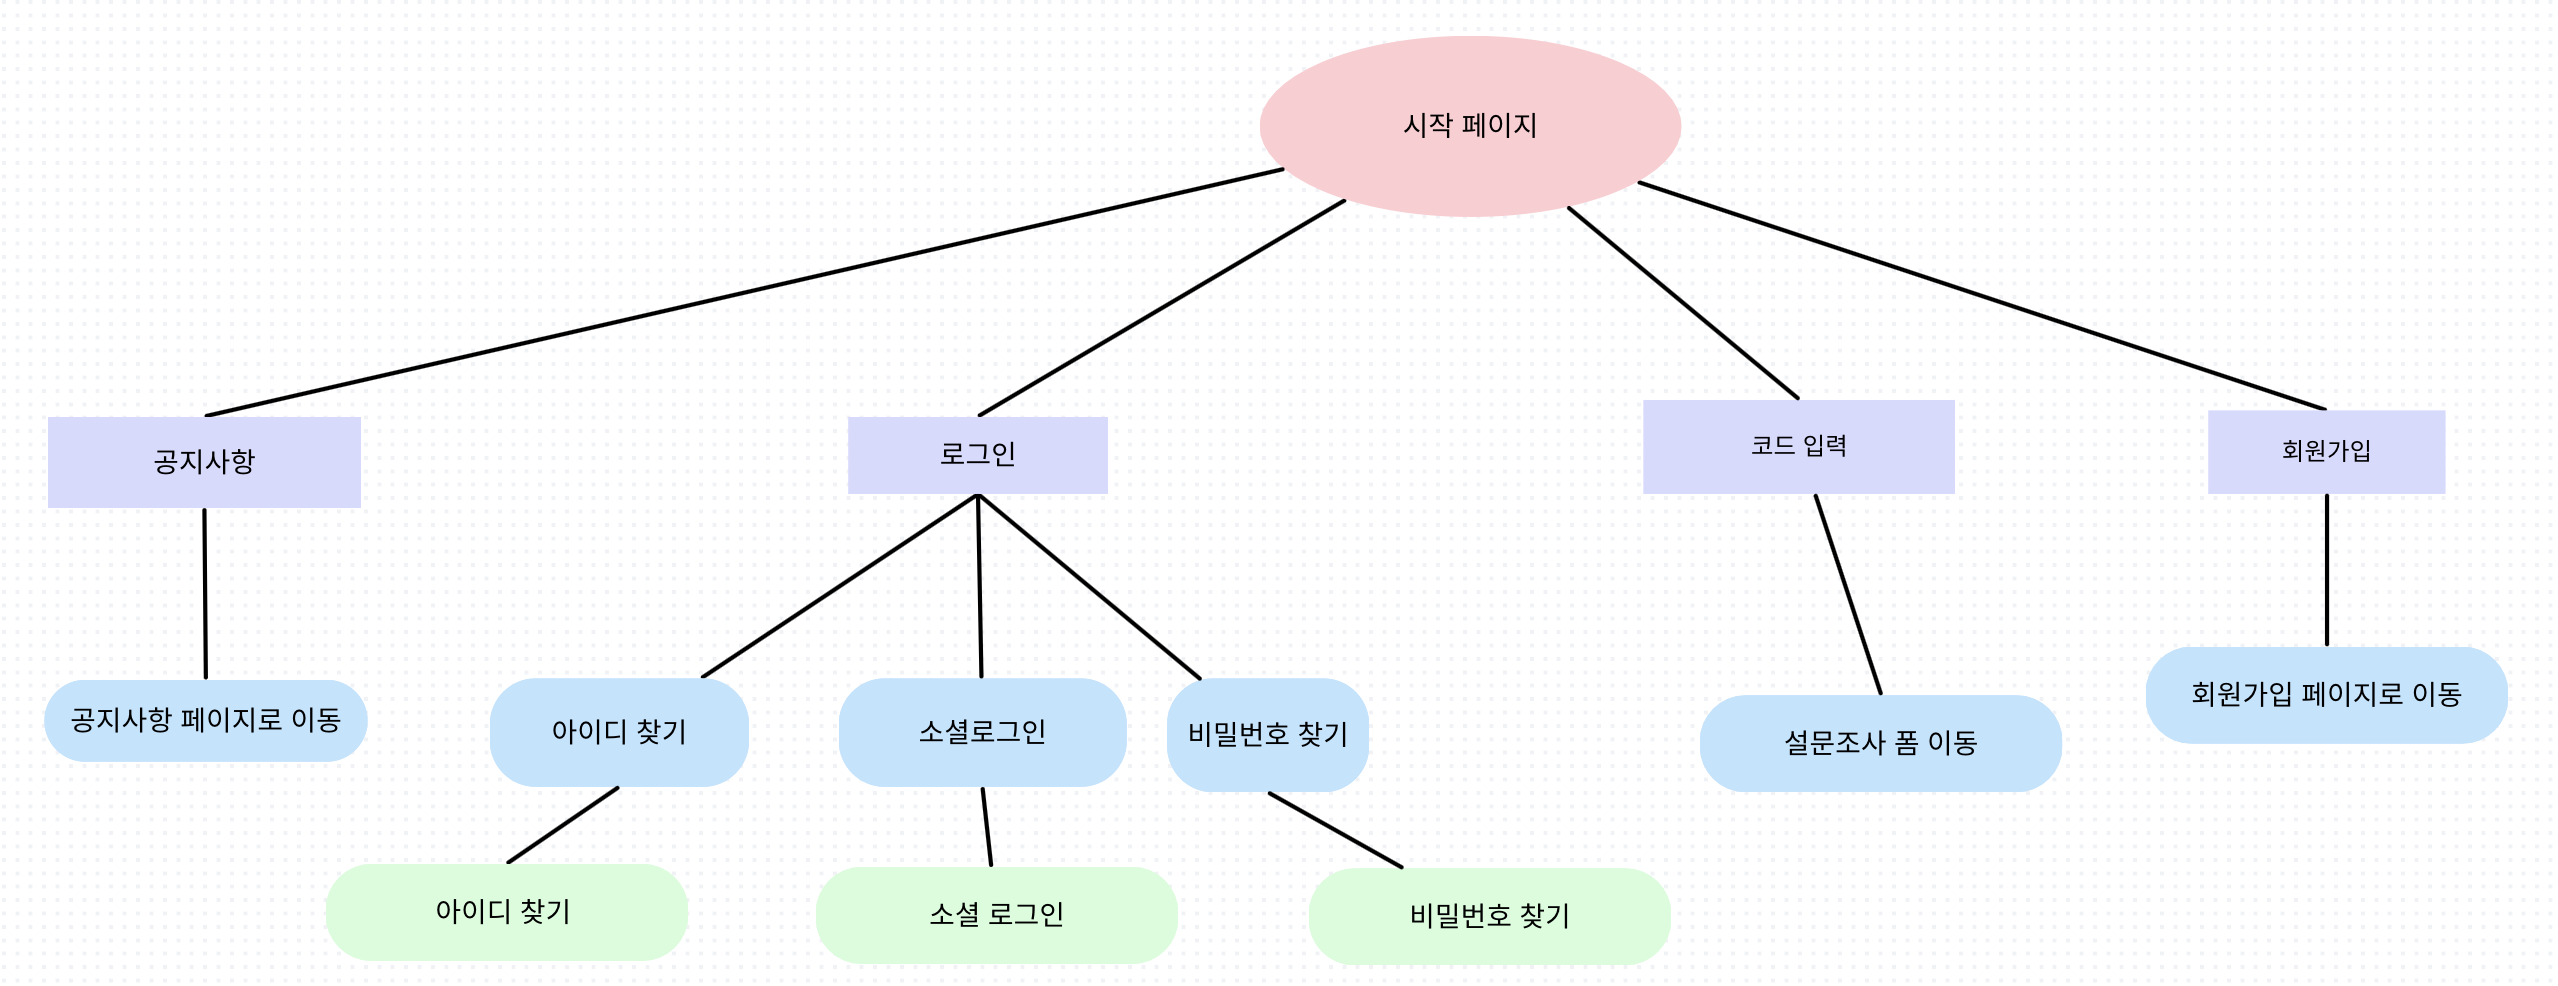 시작 페이지
공지사항
로그인
코드 입력
회원가입
공지사항 페이지로 이동
아이디 찾기
소셜로그인
비밀번호 찾기
설문조사 폼 이동
회원가입 페이지로 이동
아이디 찾기
소셜 로그인
비밀번호 찾기